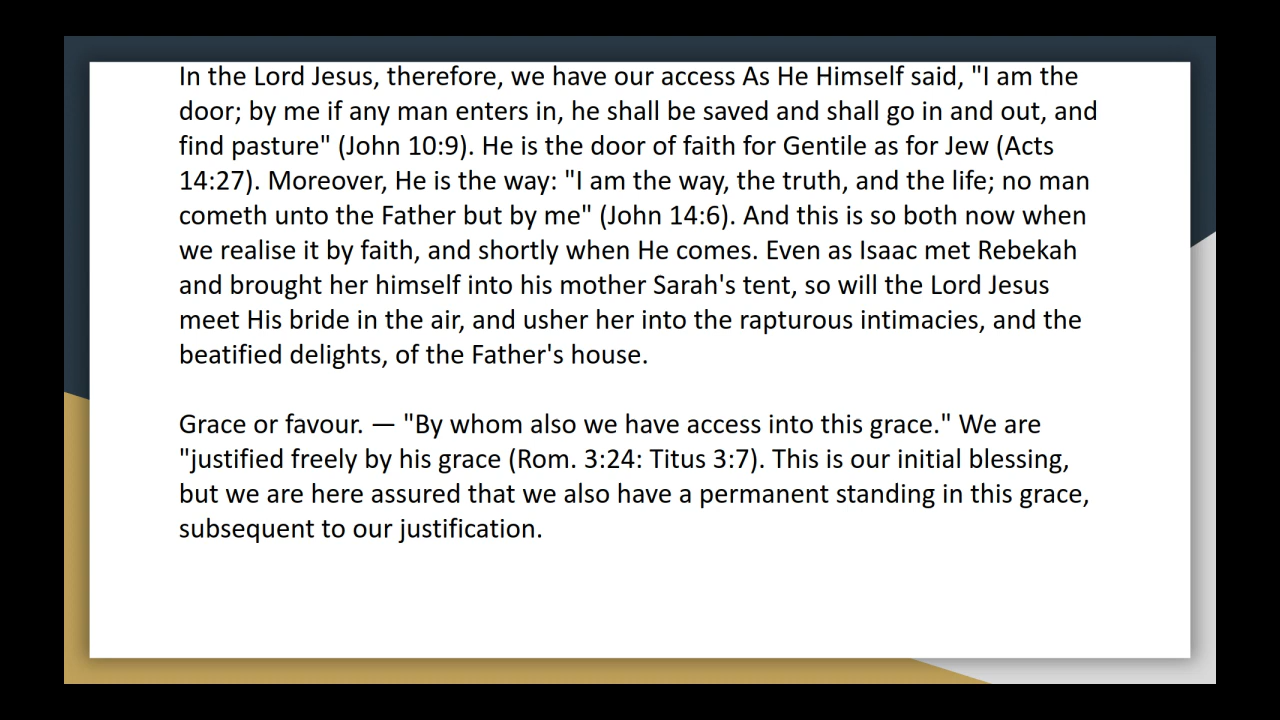 In the Lord Jesus, therefore, we have our access As He Himself said, "I am the
door; by me if any man enters in, he shall be saved and shall go in and out, and
find pasture" (John 10:9). He is the door of faith for Gentile as for Jew (Acts
14:27). Moreover, He is the way: "I am the way, the truth, and the life; no man
cometh unto the Father but by me" (John 14:6). And this is so both now when
we realise it by faith, and shortly when He comes. Even as Isaac met Rebekah
and brought her himself into his mother Sarah's tent, so will the Lord Jesus
meet His bride in the air, and usher her into the rapturous intimacies, and the
beatified delights, of the Father's house.
Grace or favour. — "By whom also we have access into this grace." We are
"justified freely by his grace (Rom. 3:24: Titus 3:7). This is our initial blessing,
but we are here assured that we also have a permanent standing in this grace,
subsequent to our justification.